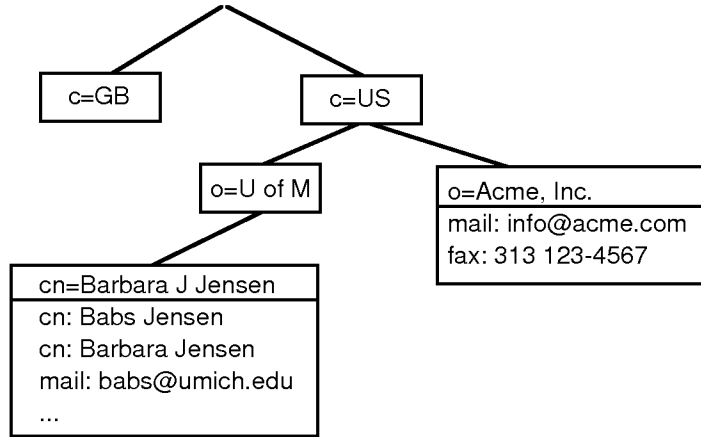 c=GB
c=US
o=U of M
o=Acme, Inc.
mail: info@acme.com
fax: 313 123-4567
cn=Barbara J Jensen
cn: Babs Jensen
cn: Barbara Jensen
mail: babs@umich.edu
...